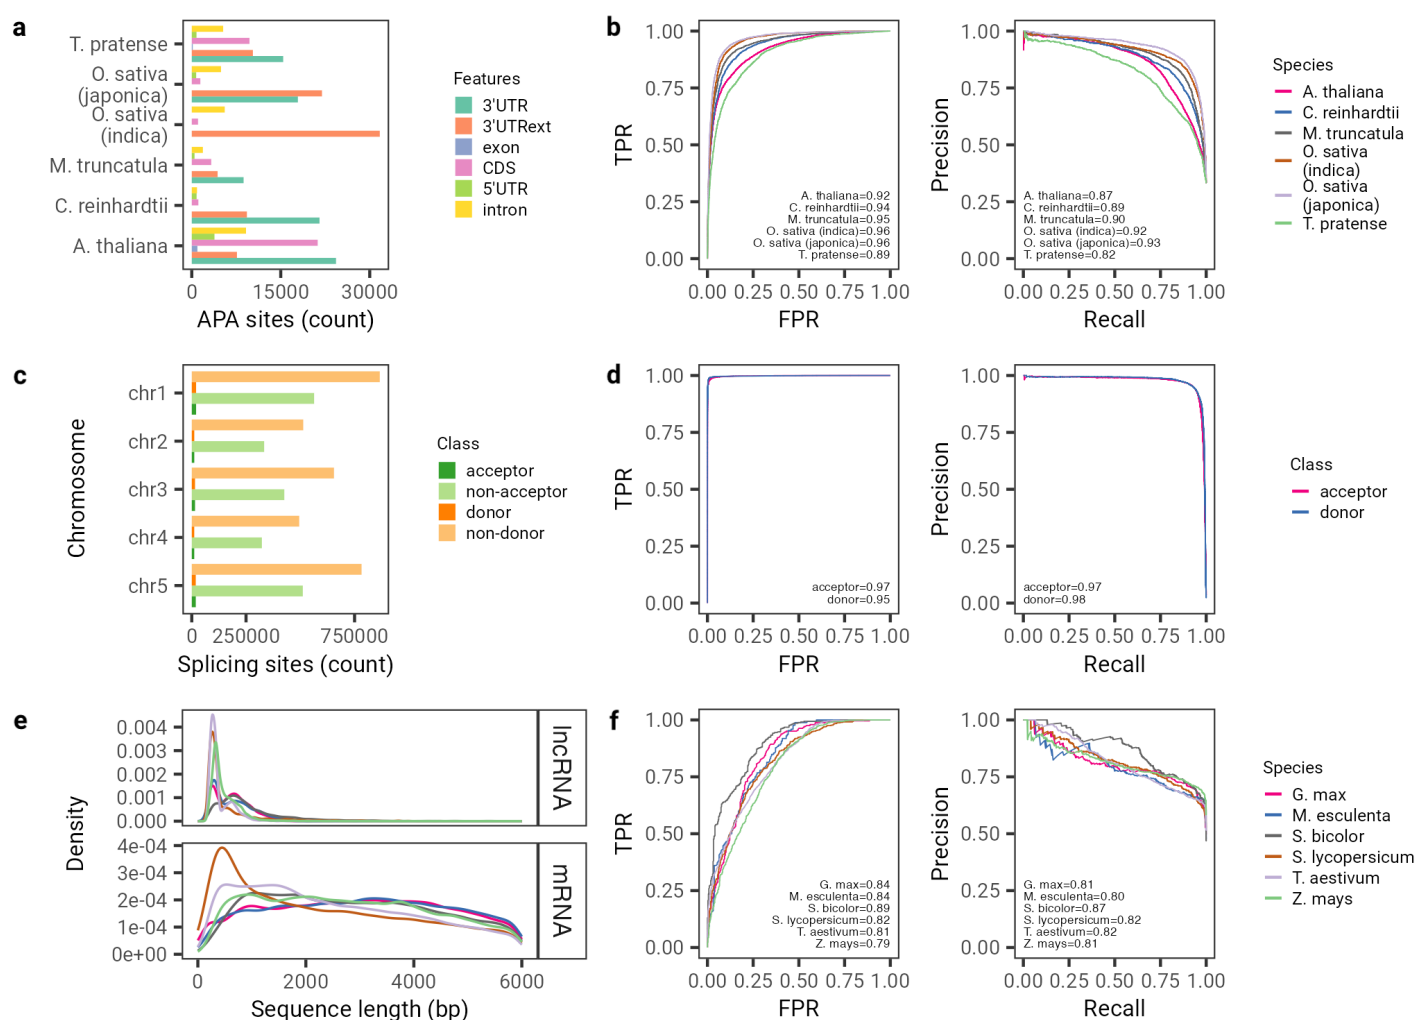 a
T. pratense
O. sativa
(japonica)
O. sativa
(indica)
M. truncatula
C. reinhardtii
A. thaliana
0
15000
30000
APA sites (count)
Features
3'UTR
3'UTRext
exon
CDS
5'UTR
intron
b
TPR
1.00
0.75
0.50
0.25
0.00
A. thaliana=0.92
C. reinhardtii=0.94
M. truncatula=0.95
O. sativa (indica)=0.96
O. sativa (japonica)=0.96
T. pratense=0.89
0.00 0.25 0.50 0.75 1.00
FPR
Precision
1.00
0.75
0.50
0.25
0.00
A. thaliana=0.87
C. reinhardtii=0.89
M. truncatula=0.90
O. sativa (indica)=0.92
O. sativa (japonica)=0.93
T. pratense=0.82
0.00 0.25 0.50 0.75 1.00
Recall
Species
A. thaliana
C. reinhardtii
M. truncatula
O. sativa
(indica)
O. sativa
(japonica)
T. pratense
c
Chromosome
chr1
chr2
chr3
chr4
chr5
0 250000 750000
Splicing sites (count)
Class
acceptor
non-acceptor
donor
non-donor
d
TPR
1.00
0.75
0.50
0.25
0.00
acceptor=0.97
donor=0.95
0.00 0.25 0.50 0.75 1.00
FPR
Precision
1.00
0.75
0.50
0.25
0.00
acceptor=0.97
donor=0.98
0.00 0.25 0.50 0.75 1.00
Recall
Class
acceptor
donor
e
Density
0.004
0.003
0.002
0.001
0.000
lncRNA
4e-04
3e-04
2e-04
1e-04
0e+00
mRNA
0 2000 4000 6000
Sequence length (bp)
f
TPR
1.00
0.75
0.50
0.25
0.00
G. max=0.84
M. esculenta=0.84
S. bicolor=0.89
S. lycopersicum=0.82
T. aestivum=0.81
Z. mays=0.79
0.00 0.25 0.50 0.75 1.00
FPR
Precision
1.00
0.75
0.50
0.25
0.00
G. max=0.81
M. esculenta=0.80
S. bicolor=0.87
S. lycopersicum=0.82
T. aestivum=0.82
Z. mays=0.81
0.00 0.25 0.50 0.75 1.00
Recall
Species
G. max
M. esculenta
S. bicolor
S. lycopersicum
T. aestivum
Z. mays